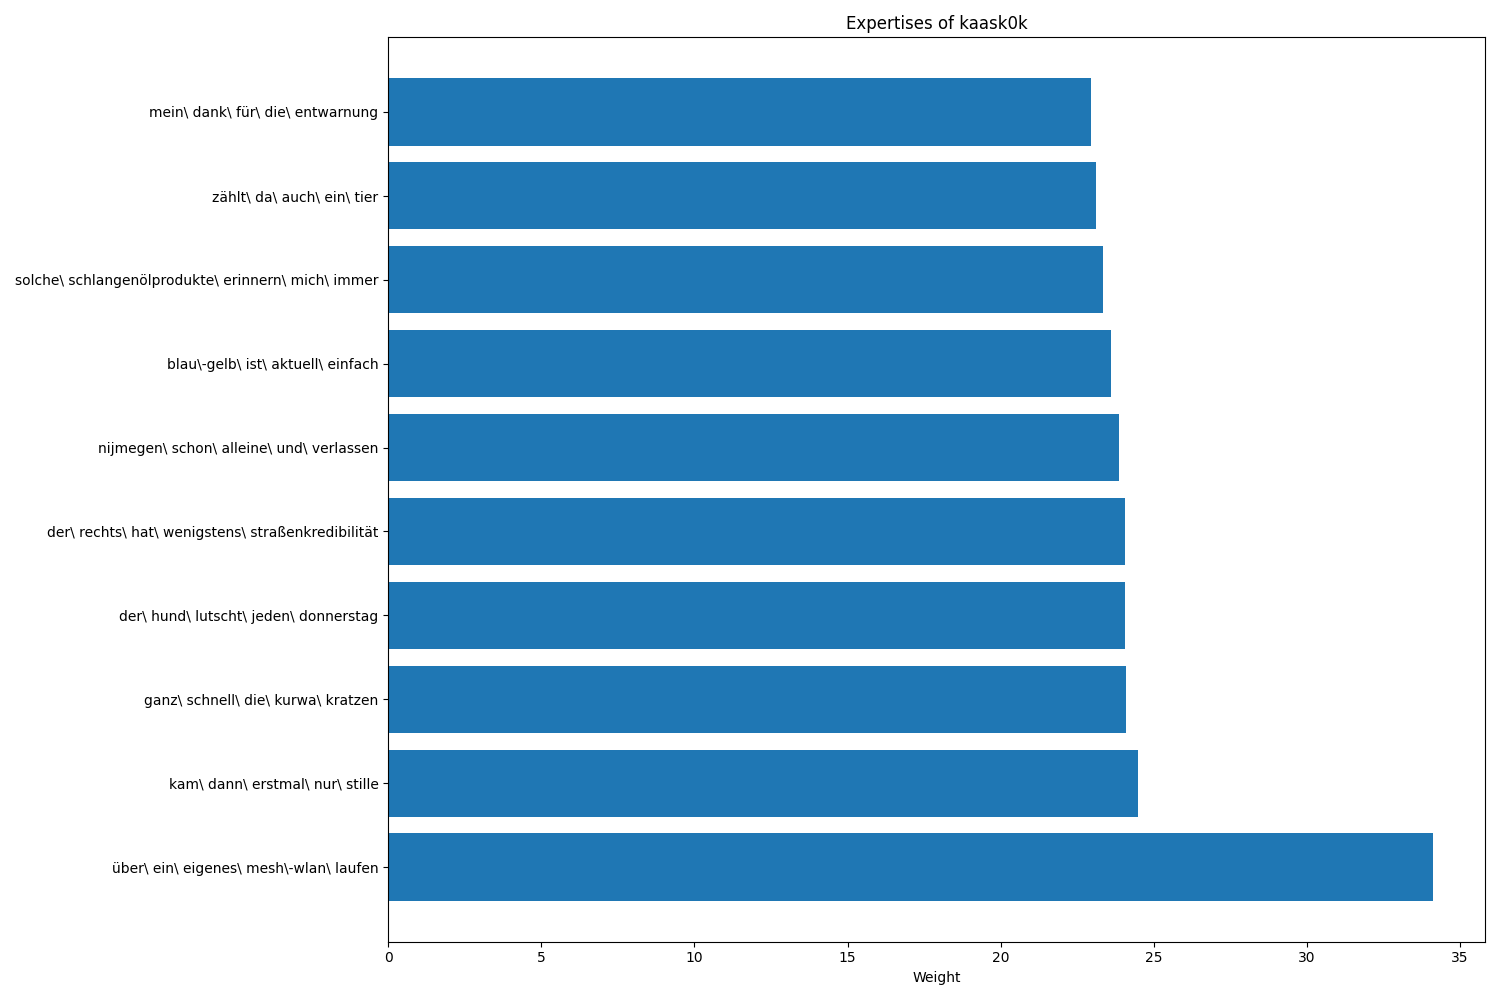 Expertises of kaask0k
mein\ dank\ für\ die\ entwarnung
zählt\ da\ auch\ ein\ tier
solche\ schlangenölprodukte\ erinnern\ mich\ immer
blau\-gelb\ ist\ aktuell\ einfach
nijmegen\ schon\ alleine\ und\ verlassen
der\ rechts\ hat\ wenigstens\ straßenkredibilität
der\ hund\ lutscht\ jeden\ donnerstag
ganz\ schnell\ die\ kurwa\ kratzen
kam\ dann\ erstmal\ nur\ stille
über\ ein\ eigenes\ mesh\-wlan\ laufen
0 5 10 15 20 25 30 35
Weight